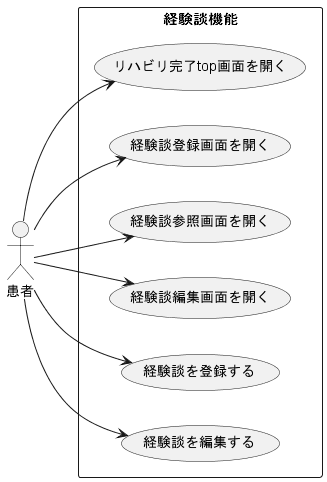 経験談機能
リハビリ完了top画面を開く
経験談登録画面を開く
経験談参照画面を開く
経験談編集画面を開く
患者
経験談を登録する
経験談を編集する